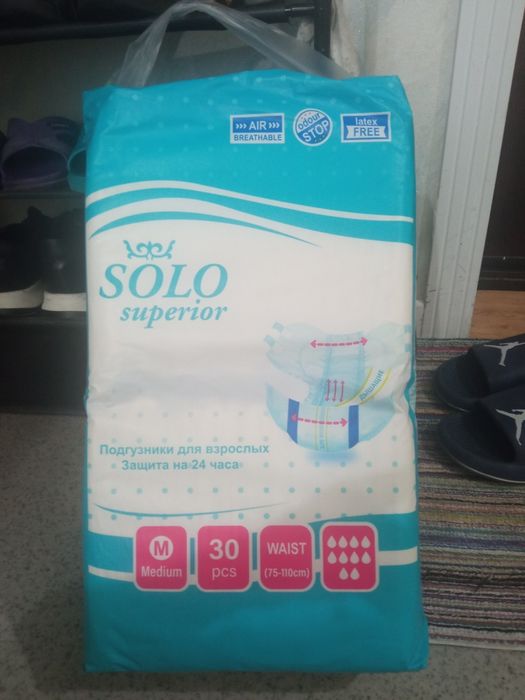 AIR
BREATHABLE
odour
STOP
latex
FREE
SOLO
superior
дышащие
Подгузники для взрослых
Защита на 24 часа
M
Medium
30
pcs
WAIST
(75-110cm)